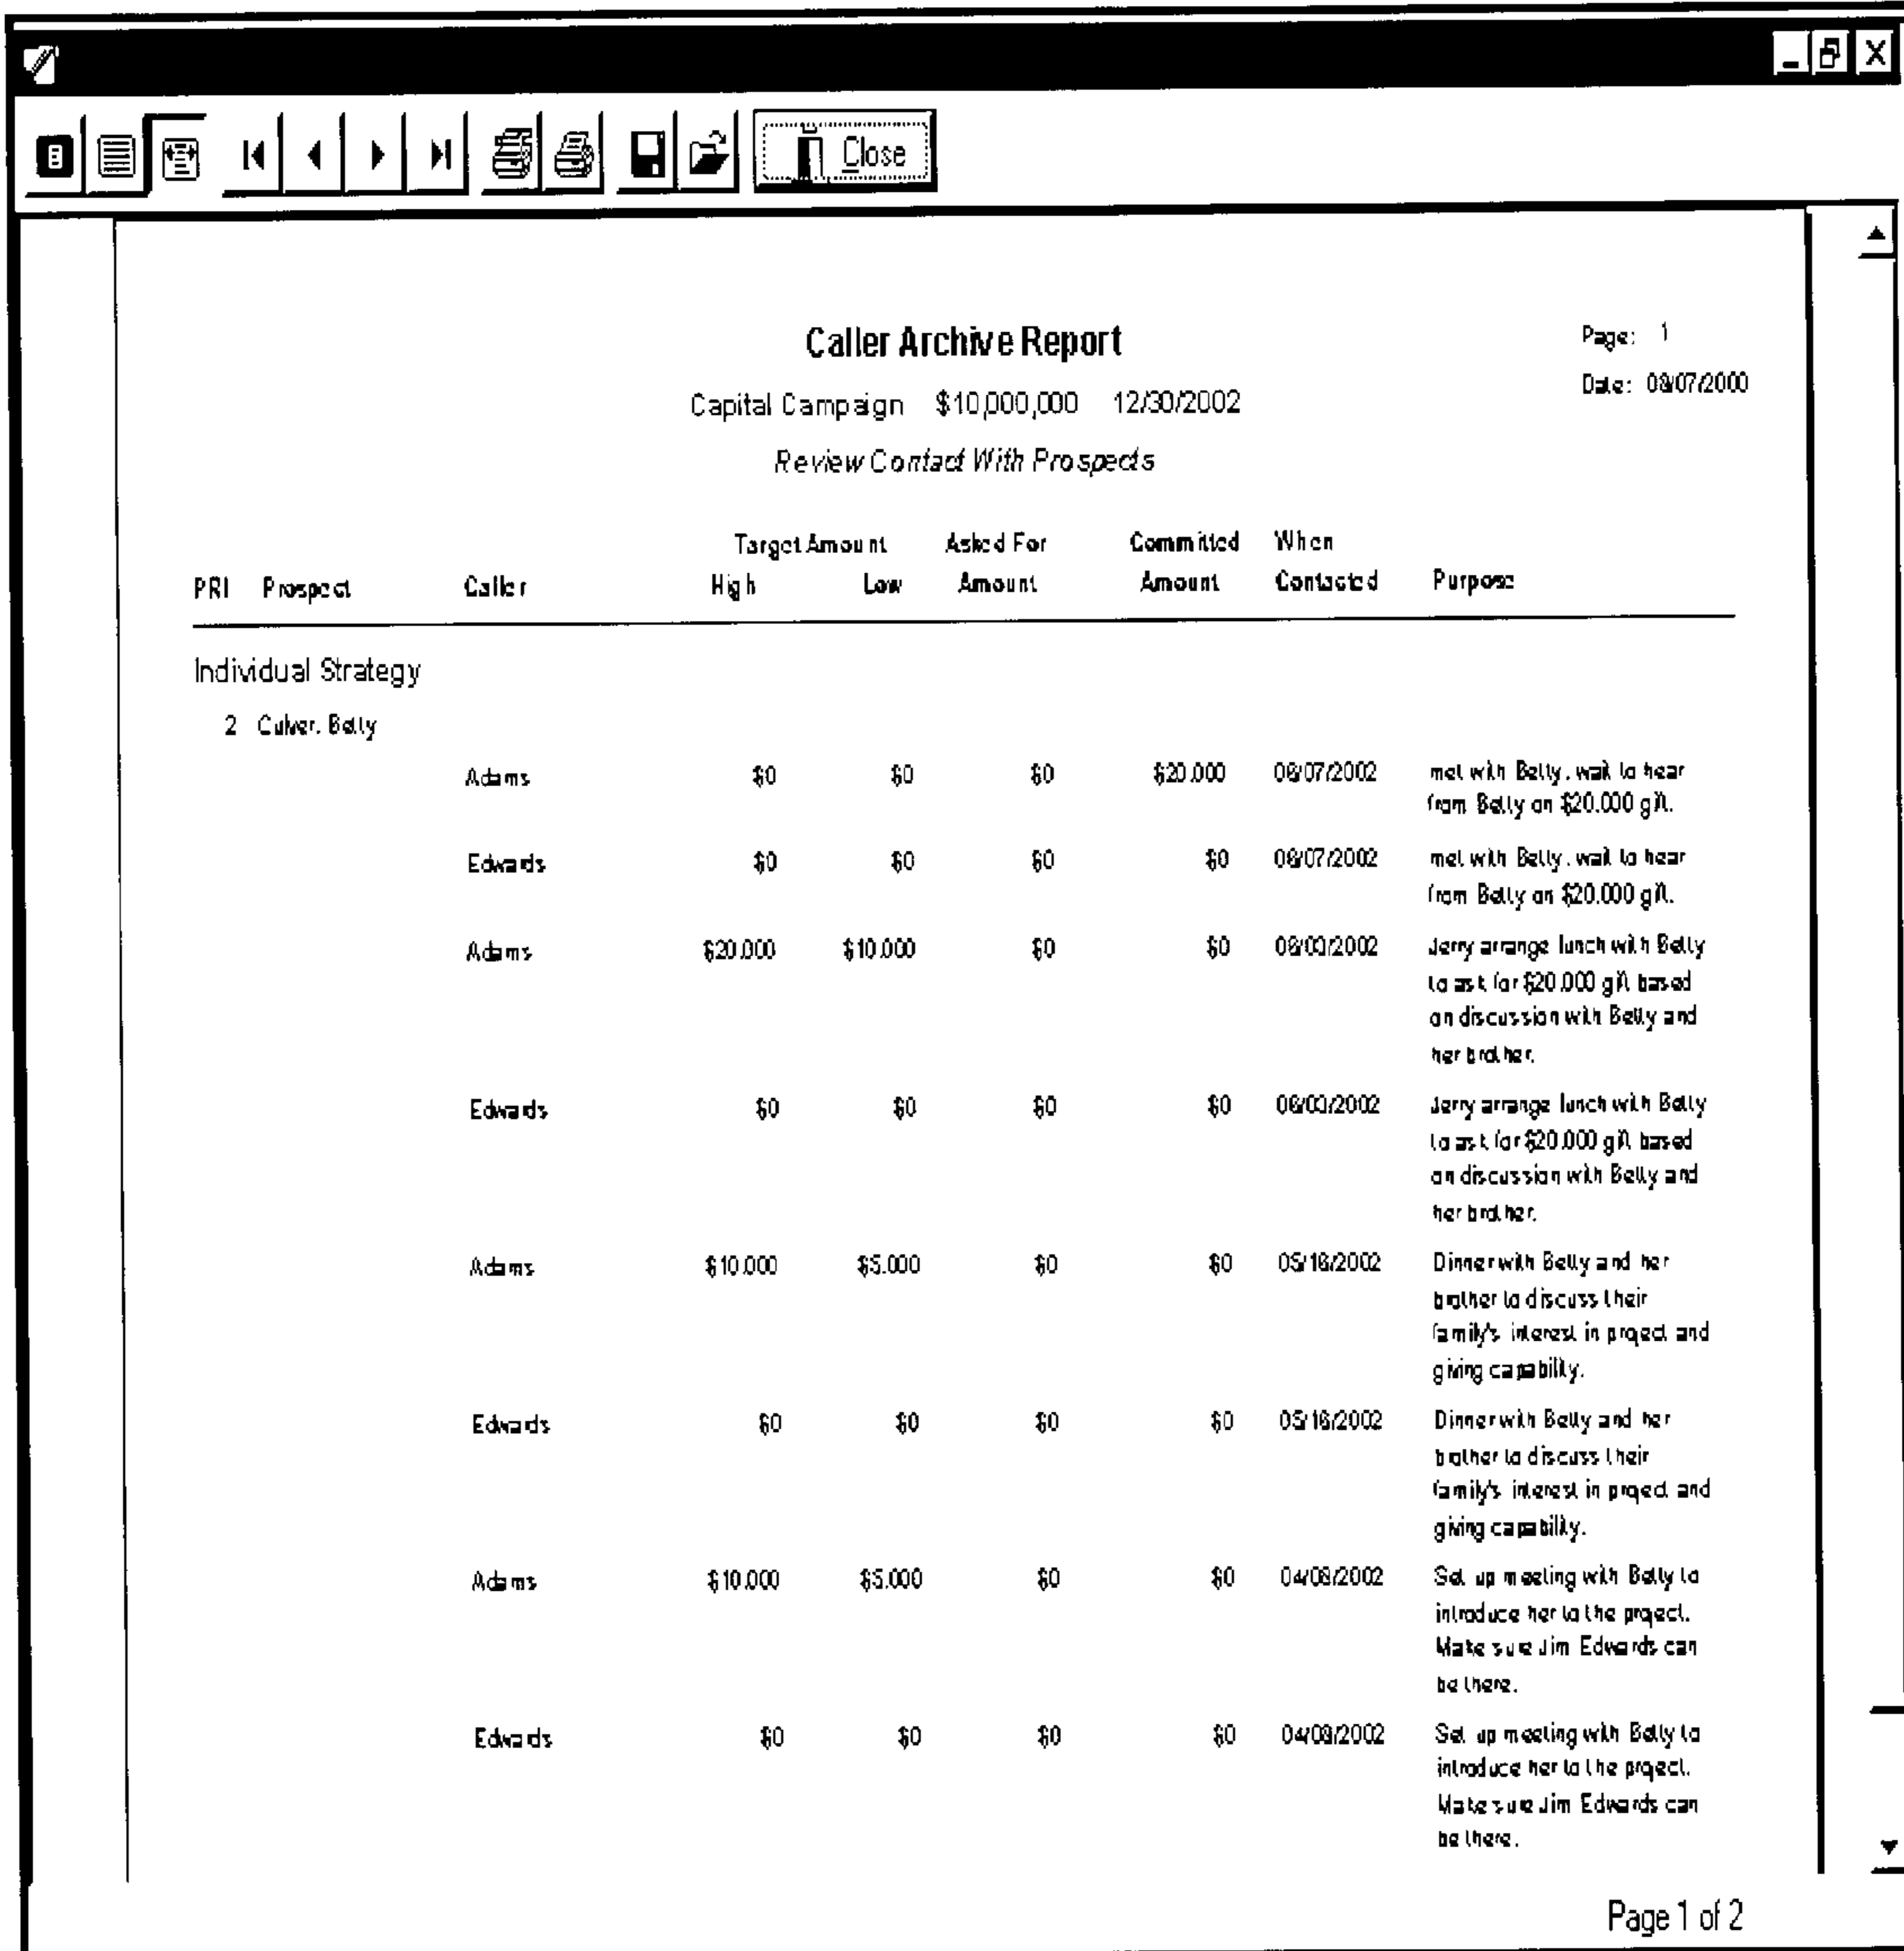 Close
Caller Archive Report
Page: 1
Capital Campaign $10,000,000 12/30/2002
Date: 08/07/2000
Review Contact With Prospects
Target Amount Asked For Committed When
PRI Prospect Caller High Low Amount Amount Contacted Purpose
Individual Strategy
2 Culver, Betty
Adams $0 $0 $0 $20,000 06/07/2002 met with Betty, wait to hear
from Betty on $20,000 gift.
Edwards $0 $0 $0 $0 06/07/2002 met with Betty, wait to hear
from Betty on $20,000 gift.
Adams $20,000 $10,000 $0 $0 Jerry arrange lunch with Betty
to ask for $20,000 gift based
on discussion with Betty and
her brother.
Edwards $0 $0 $0 $0 Jerry arrange lunch with Betty
to ask for $20,000 gift based
on discussion with Betty and
her brother.
Adams $10,000 $5,000 $0 $0 05/16/2002 Dinner with Betty and her
brother to discuss their
family's interest in project and
giving capability.
Edwards $0 $0 $0 $0 05/16/2002 Dinner with Betty and her
brother to discuss their
family's interest in project and
giving capability.
Adams $10,000 $5,000 $0 $0 04/08/2002 Set up meeting with Betty to
introduce her to the project.
Make sure Jim Edwards can
be there.
Edwards $0 $0 $0 $0 04/08/2002 Set up meeting with Betty to
introduce her to the project.
Make sure Jim Edwards can
be there.
Page 1 of 2